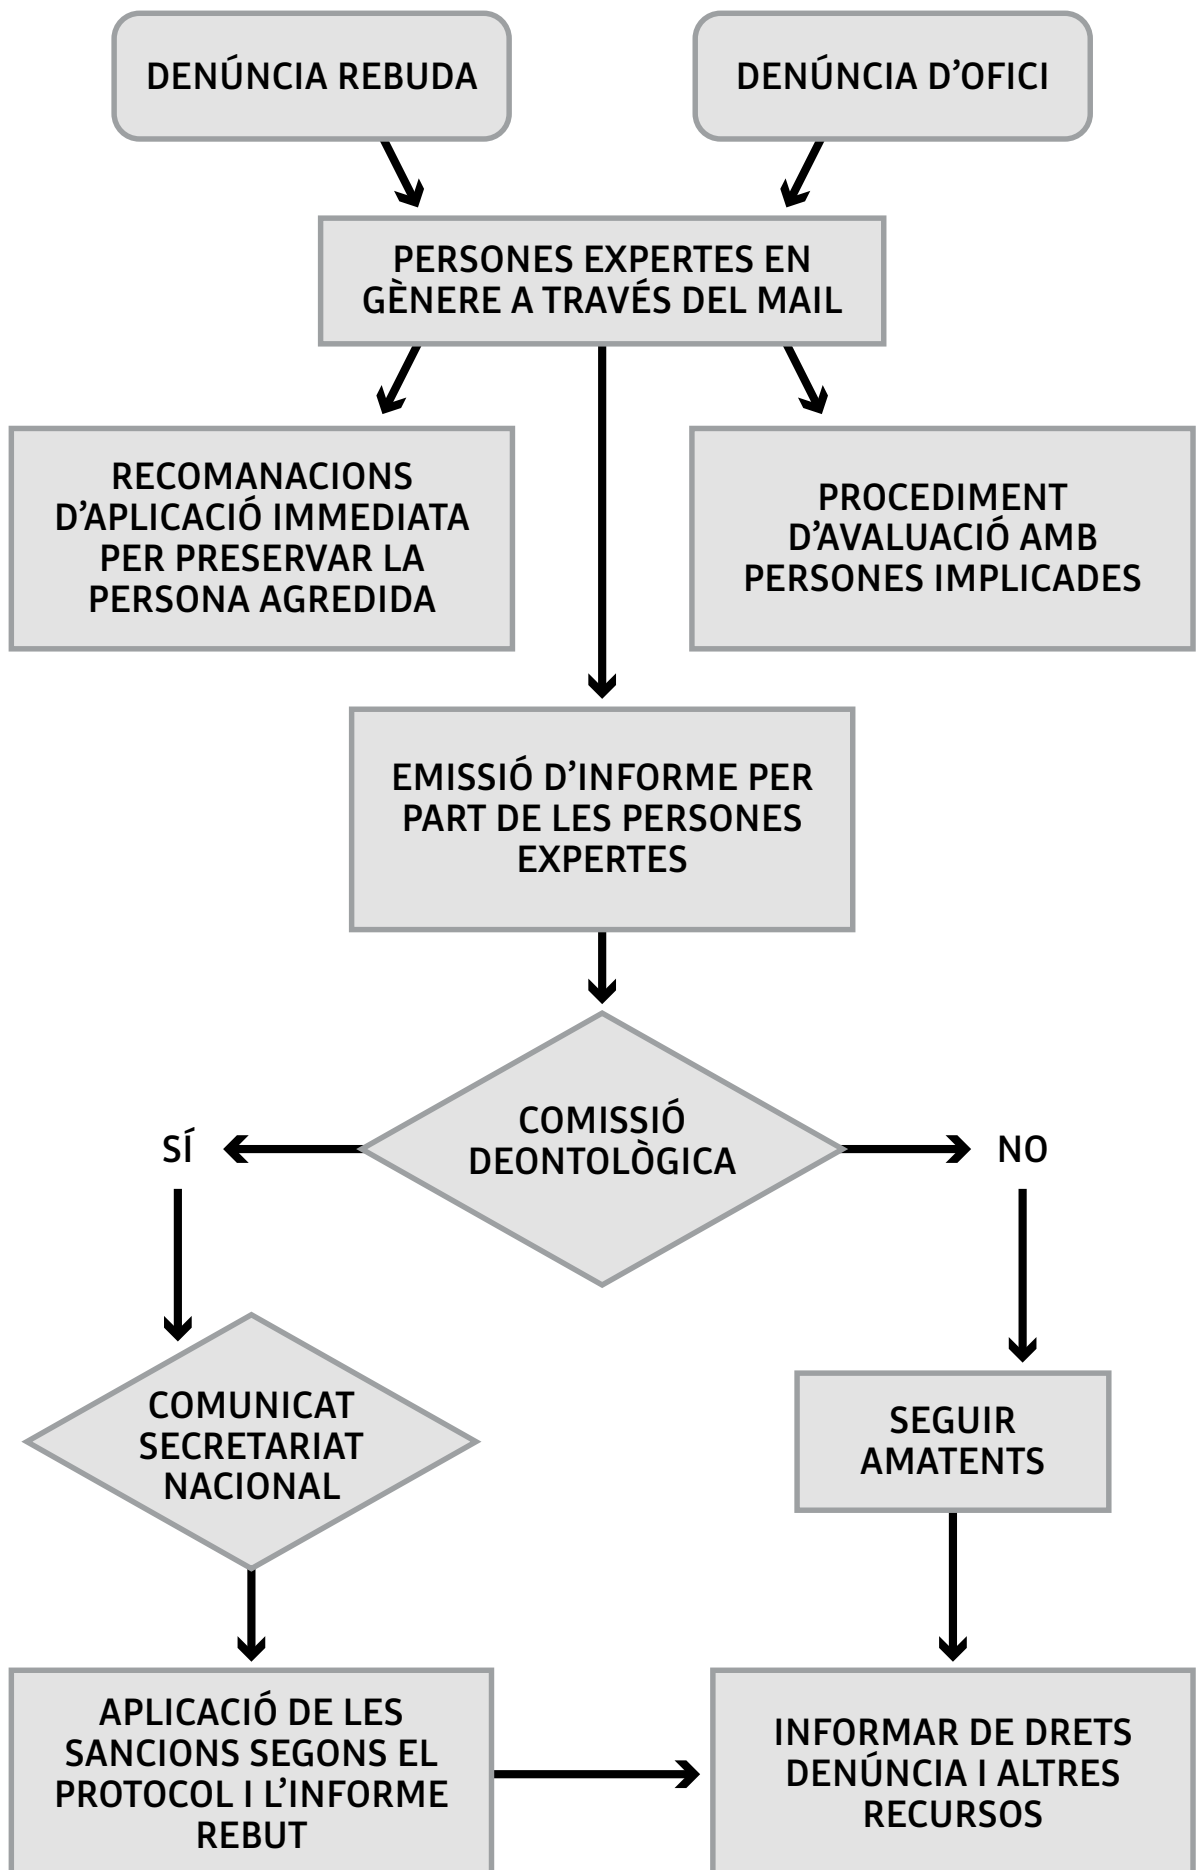 DENÚNCIA REBUDA
DENÚNCIA D’OFICI
PERSONES EXPERTES EN
GÈNERE A TRAVÉS DEL MAIL
RECOMANACIONS
D’APLICACIÓ IMMEDIATA
PER PRESERVAR LA
PERSONA AGREDIDA
PROCEDIMENT
D’AVALUACIÓ AMB
PERSONES IMPLICADES
EMISSIÓ D’INFORME PER
PART DE LES PERSONES
EXPERTES
COMISSIÓ
DEONTOLÒGICA
SÍ
NO
COMUNICAT
SECRETARIAT
NACIONAL
SEGUIR
AMATENTS
APLICACIÓ DE LES
SANCIONS SEGONS EL
PROTOCOL I L’INFORME
REBUT
INFORMAR DE DRETS
DENÚNCIA I ALTRES
RECURSOS